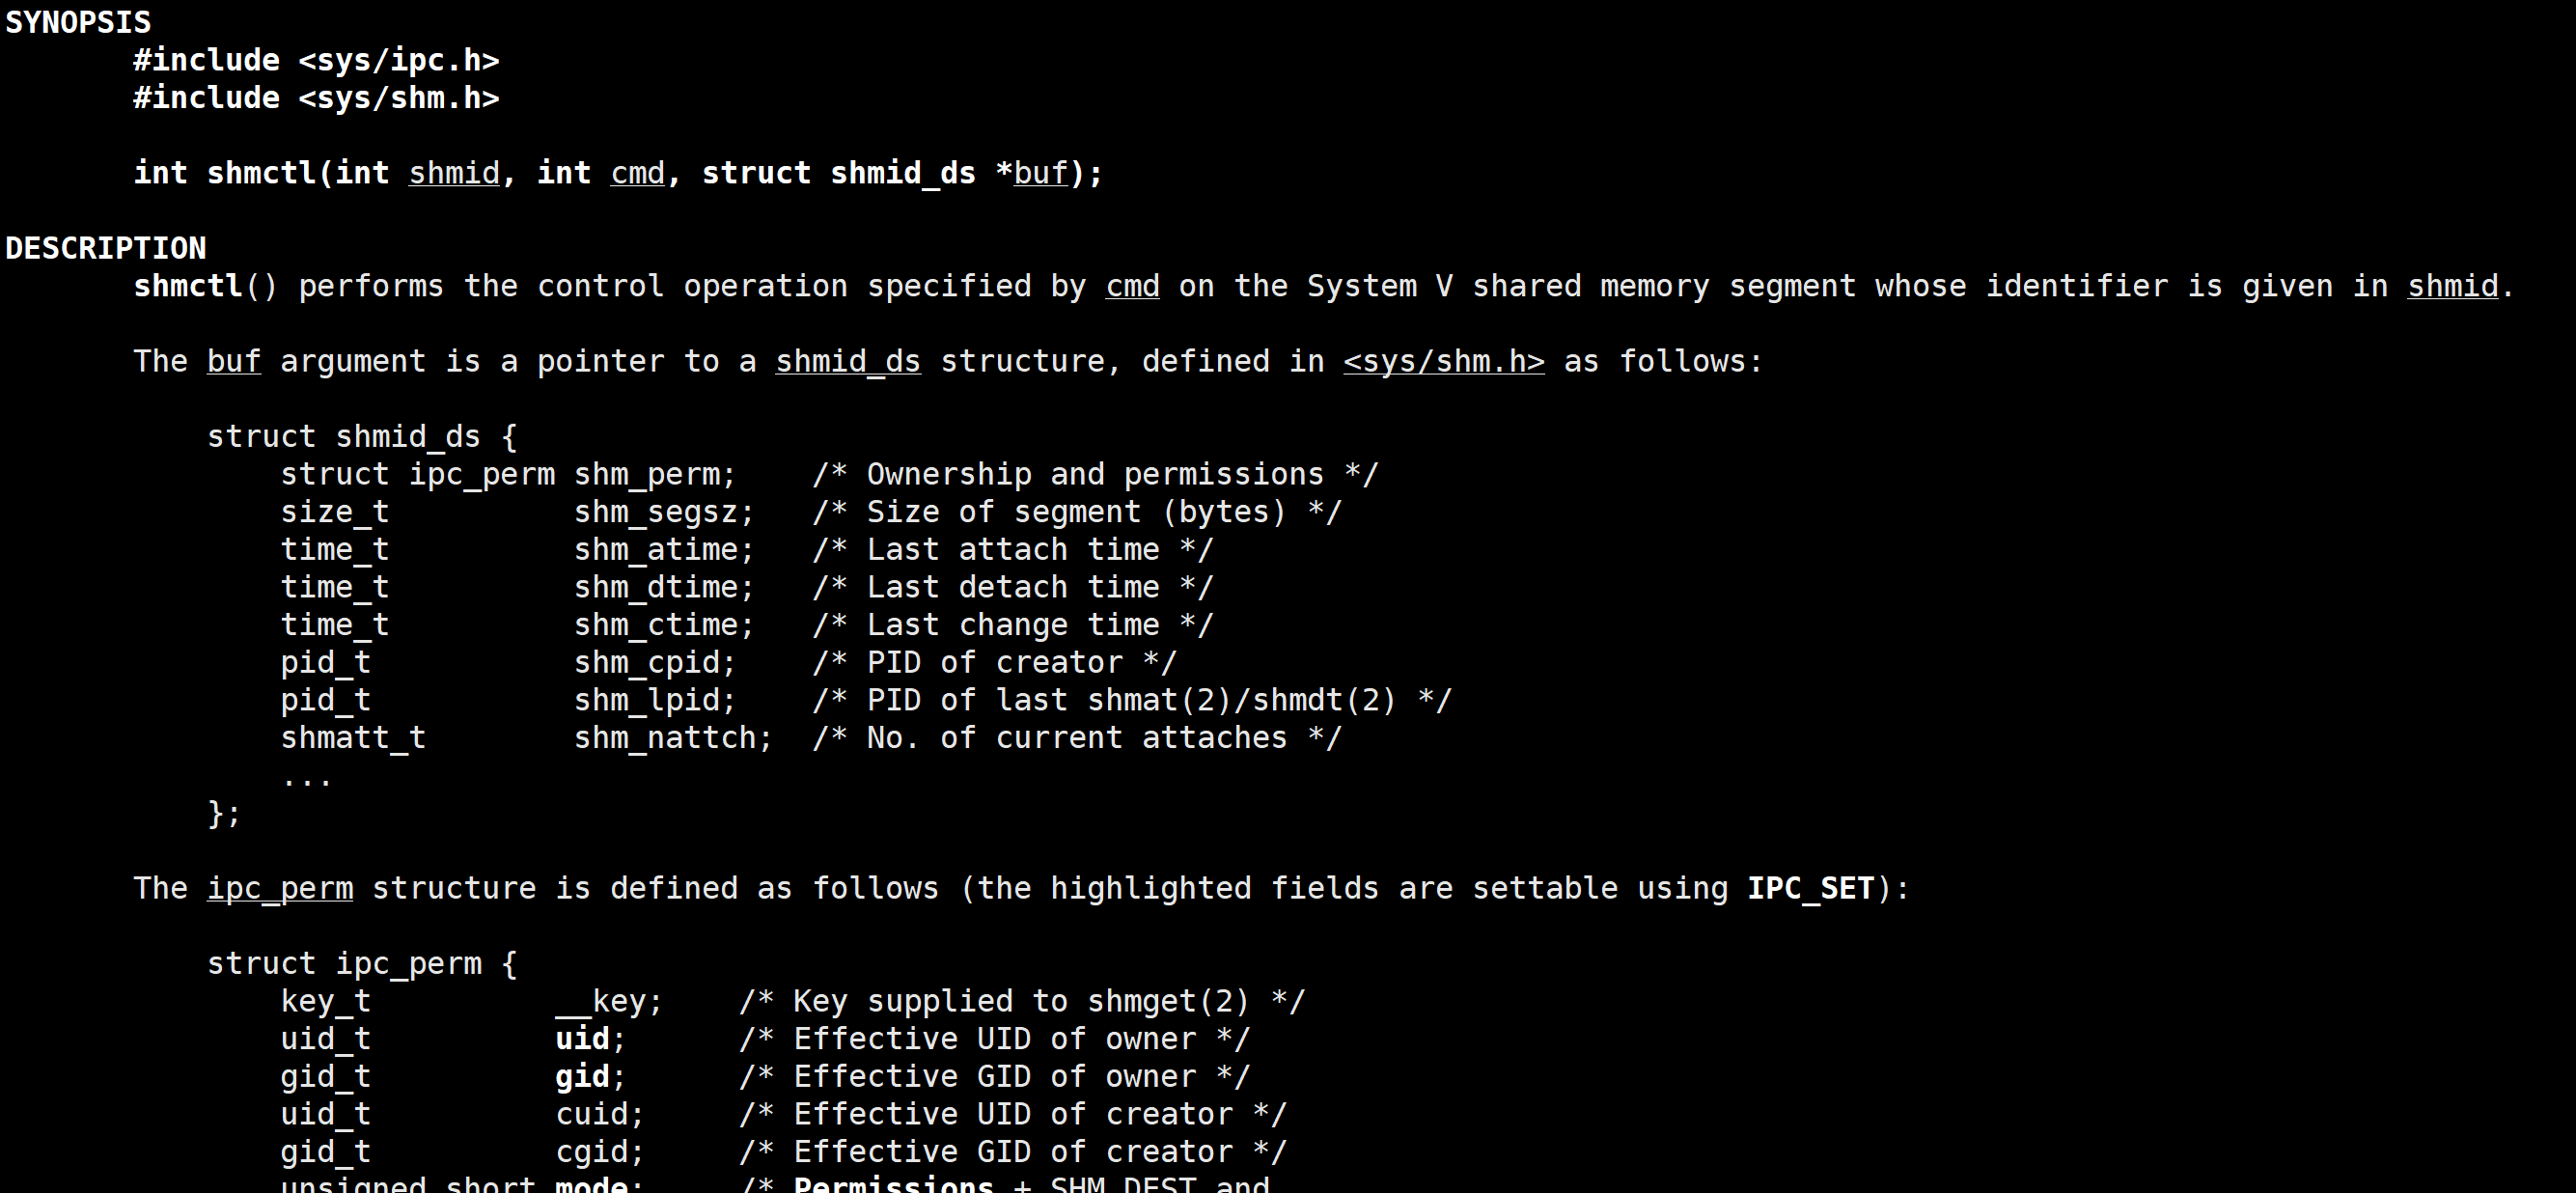 SYNOPSIS
#include <sys/ipc.h>
#include <sys/shm.h>
int shmctl(int shmid, int cmd, struct shmid_ds *buf);
DESCRIPTION
shmctl() performs the control operation specified by cmd on the System V shared memory segment whose identifier is given in shmid.
The buf argument is a pointer to a shmid_ds structure, defined in <sys/shm.h> as follows:
struct shmid_ds {
struct ipc_perm shm_perm;    /* Ownership and permissions */
size_t          shm_segsz;   /* Size of segment (bytes) */
time_t          shm_atime;   /* Last attach time */
time_t          shm_dtime;   /* Last detach time */
time_t          shm_ctime;   /* Last change time */
pid_t           shm_cpid;    /* PID of creator */
pid_t           shm_lpid;    /* PID of last shmat(2)/shmdt(2) */
shmatt_t        shm_nattch;  /* No. of current attaches */
...
};
The ipc_perm structure is defined as follows (the highlighted fields are settable using IPC_SET):
struct ipc_perm {
key_t          __key;    /* Key supplied to shmget(2) */
uid_t          uid;      /* Effective UID of owner */
gid_t          gid;      /* Effective GID of owner */
uid_t          cuid;     /* Effective UID of creator */
gid_t          cgid;     /* Effective GID of creator */
unsigned short mode;     /* Permissions + SHM_DEST and